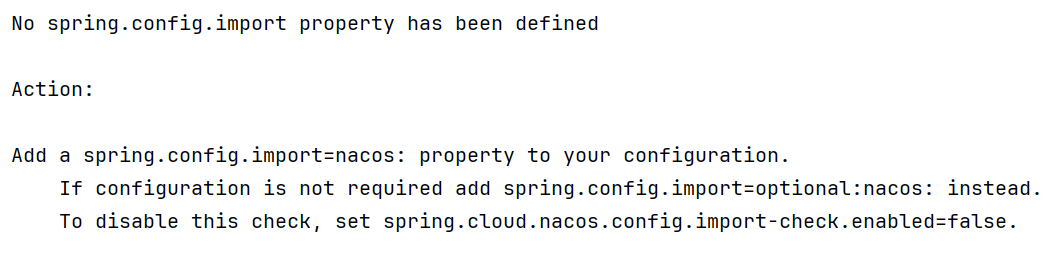 No spring.config.import property has been defined
Action:
Add a spring.config.import=nacos: property to your configuration.
If configuration is not required add spring.config.import=optional:nacos: instead.
To disable this check, set spring.cloud.nacos.config.import-check.enabled=false.